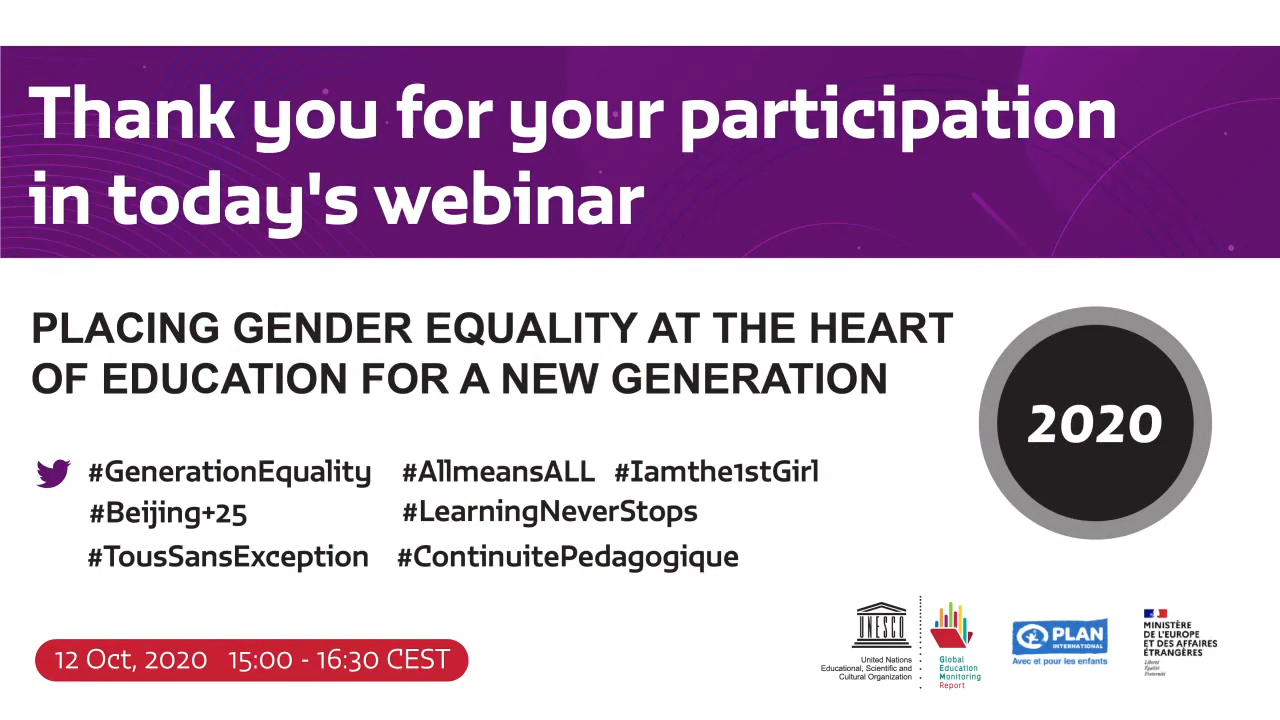 Thank you for your participation
in today's webinar
PLACING GENDER EQUALITY AT THE HEART
OF EDUCATION FOR A NEW GENERATION
2020
#GenerationEquality #AllmeansALL #Iamthe1stGirl
#Beijing+25 #LearningNeverStops
#TousSansException #ContinuitePedagogique
12 Oct, 2020 15:00 - 16:30 CEST
UNESCO
United Nations
Educational, Scientific and
Cultural Organization
Global
Education
Monitoring
Report
PLAN
INTERNATIONAL
Avec et pour les enfants
MINISTÈRE
DE L'EUROPE
ET DES AFFAIRES
ÉTRANGÈRES
Liberté
Égalité
Fraternité